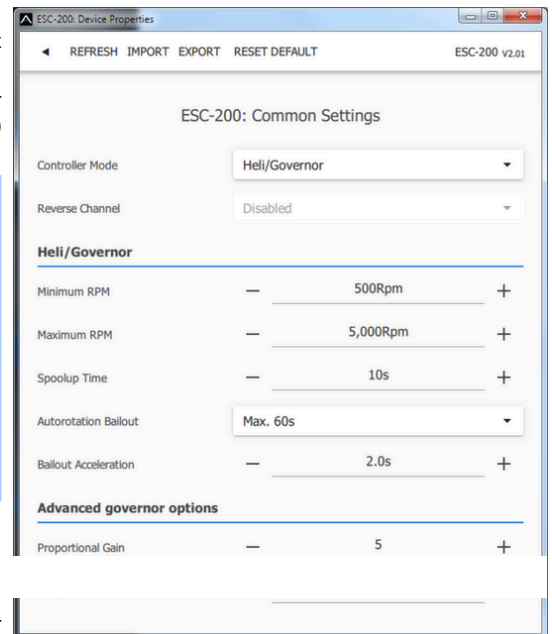 ESC-200: Device Properties
REFRESH IMPORT EXPORT RESET DEFAULT ESC-200 V2.01
ESC-200: Common Settings
Controller Mode Heli/Governor
Reverse Channel Disabled
Heli/Governor
Minimum RPM — 500Rpm +
Maximum RPM — 5,000Rpm +
Spoolup Time — 10s +
Autorotation Bailout Max. 60s
Bailout Acceleration — 2.0s +
Advanced governor options
Proportional Gain — 5 +